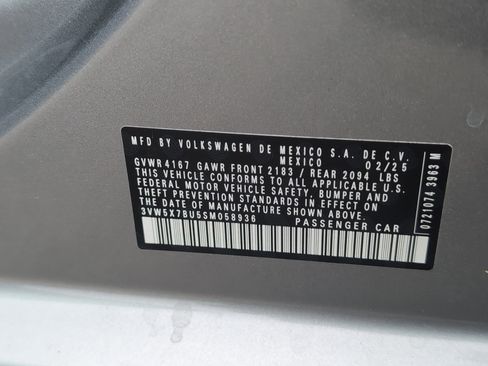 MFD BY VOLKSWAGEN DE MEXICO S.A. DE C.V.
MEXICO 02/25
GVWR 4167 GAWR FRONT 2183 / REAR 2094 LBS
THIS VEHICLE CONFORMS TO ALL APPLICABLE U.S.
FEDERAL MOTOR VEHICLE SAFETY, BUMPER AND
THEFT PREVENTION STANDARDS IN EFFECT ON
THE DATE OF MANUFACTURE SHOWN ABOVE.
3VW5X7BU5SM058936 PASSENGER CAR
0721074 3963 M